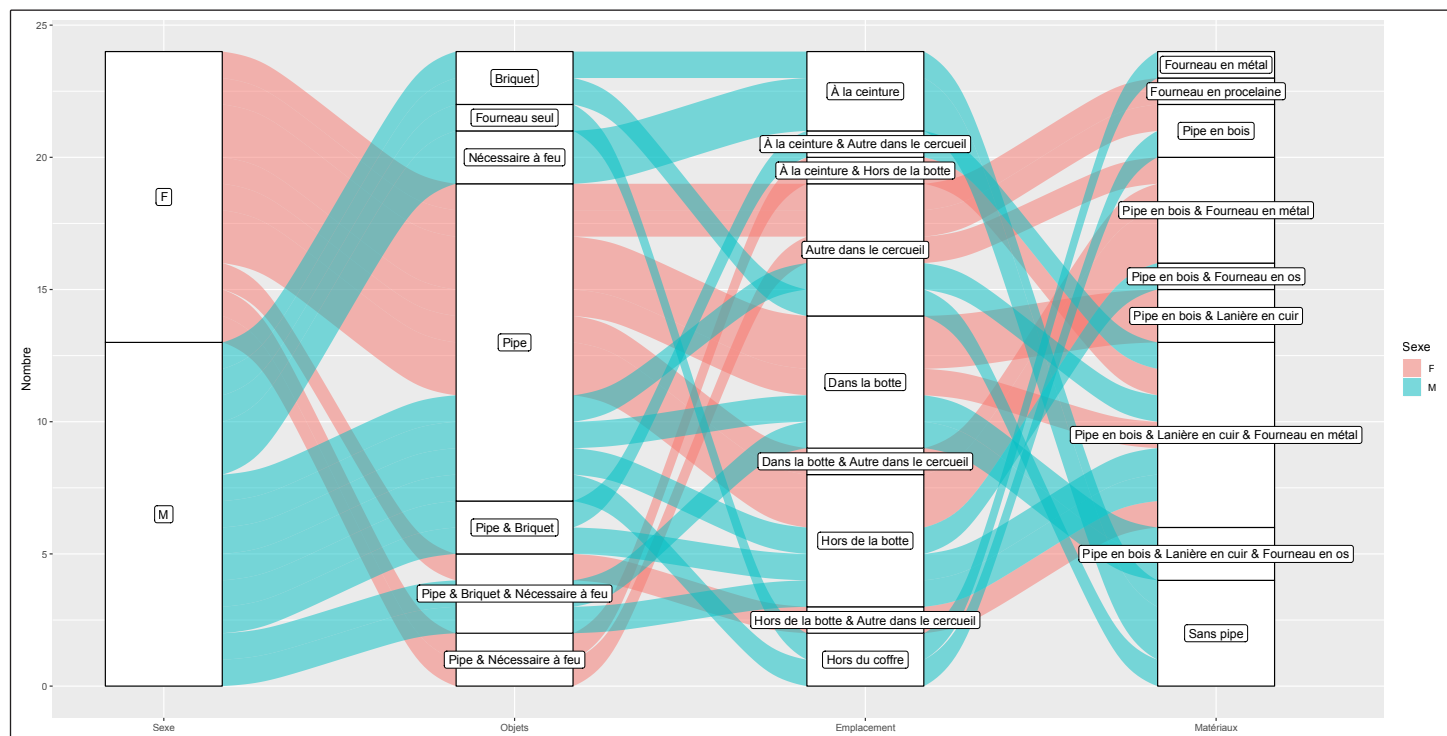 25
20
15
10
5
0
Nombre
F
M
Briquet
Fourneau seul
Nécessaire à feu
Pipe
Pipe & Briquet
Pipe & Briquet & Nécessaire à feu
Pipe & Nécessaire à feu
À la ceinture
À la ceinture & Autre dans le cercueil
À la ceinture & Hors de la botte
Autre dans le cercueil
Dans la botte
Dans la botte & Autre dans le cercueil
Hors de la botte
Hors de la botte & Autre dans le cercueil
Hors du coffre
Fourneau en métal
Fourneau en procelaine
Pipe en bois
Pipe en bois & Fourneau en métal
Pipe en bois & Fourneau en os
Pipe en bois & Lanière en cuir
Pipe en bois & Lanière en cuir & Fourneau en métal
Pipe en bois & Lanière en cuir & Fourneau en os
Sans pipe
Sexe
Objets
Emplacement
Matériaux
Sexe
F
M